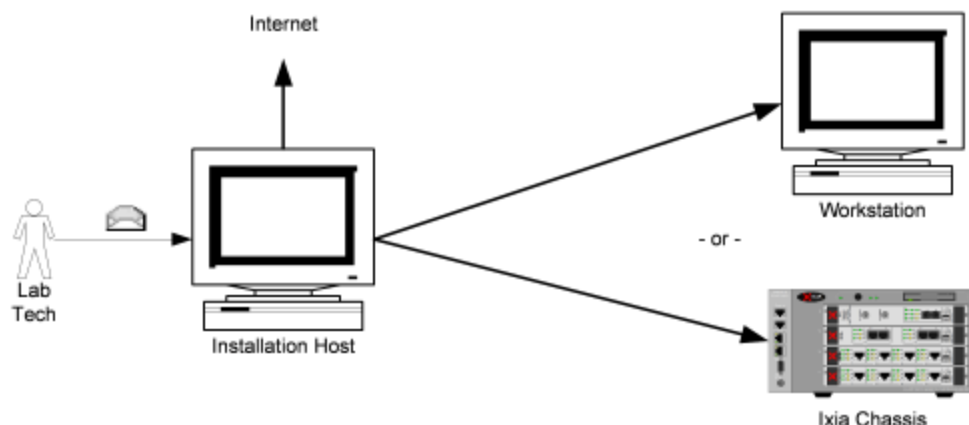 Internet
Lab
Tech
Installation Host
Workstation
- or -
Ixia Chassis